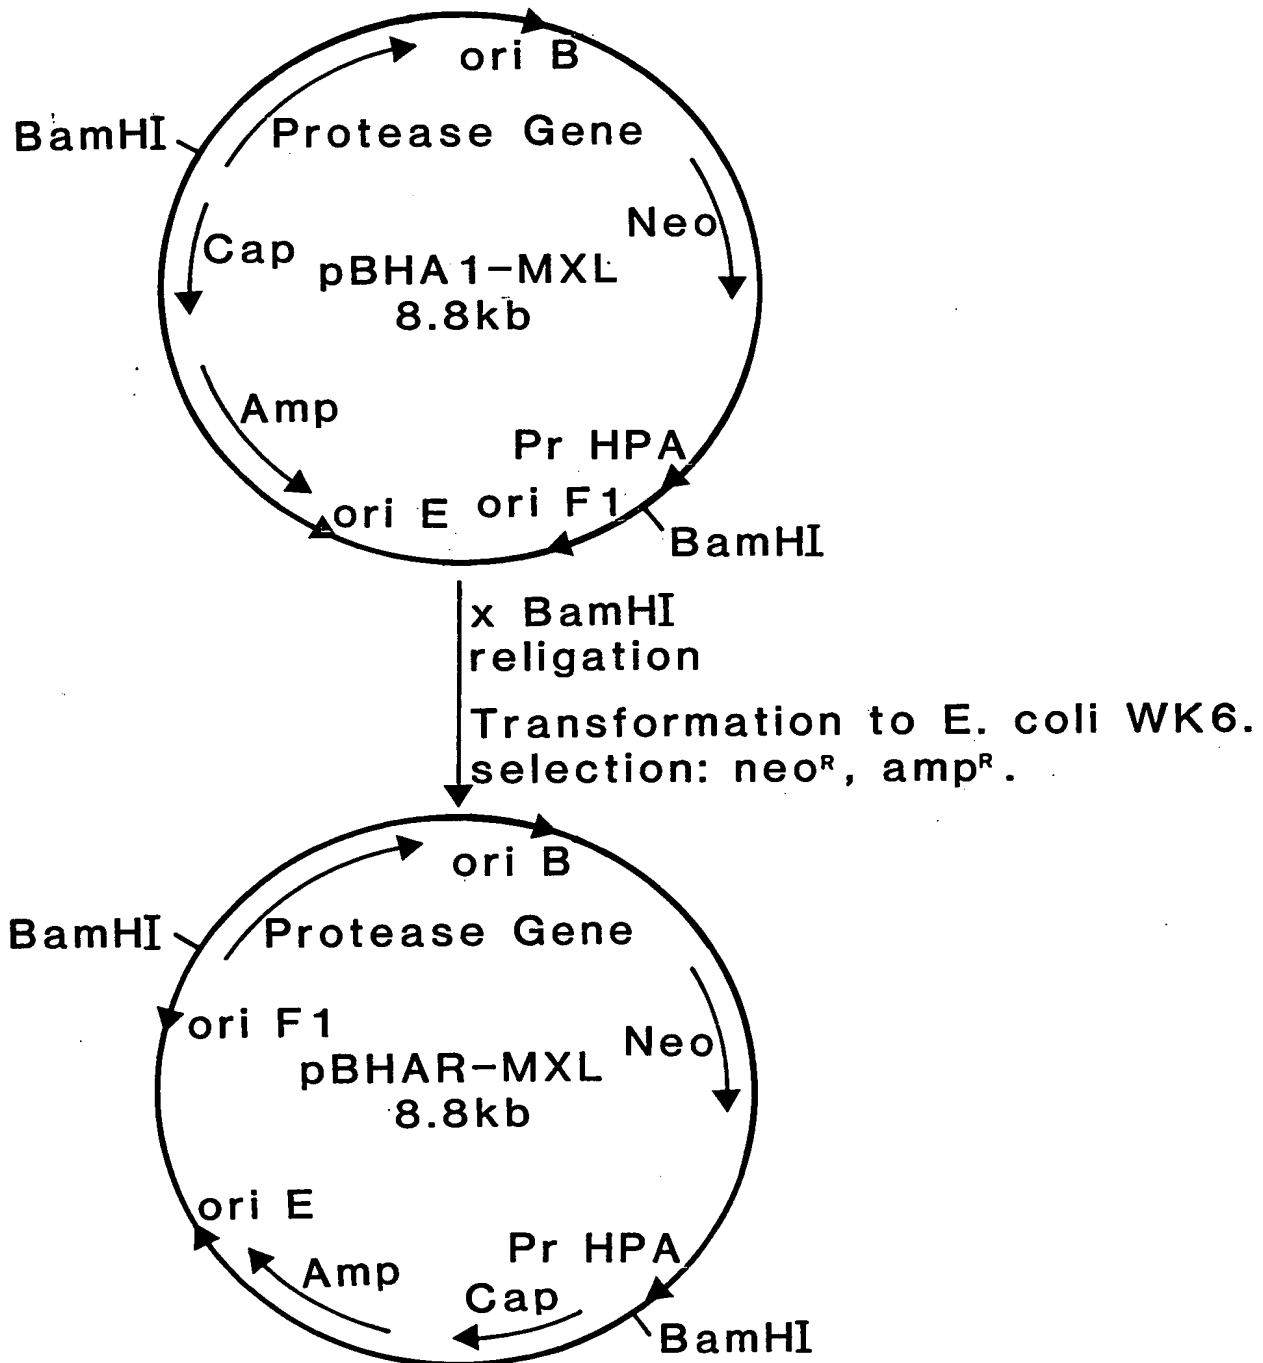 ori B
BamHI
Protease Gene
Neo
Cap
pBHA1-MXL
8.8kb
Amp
Pr HPA
ori E
ori F1
BamHI
x BamHI
religation
Transformation to E. coli WK6.
selection: neoᴿ, ampᴿ.
ori B
BamHI
Protease Gene
ori F1
Neo
pBHAR-MXL
8.8kb
ori E
Pr HPA
Amp
Cap
BamHI